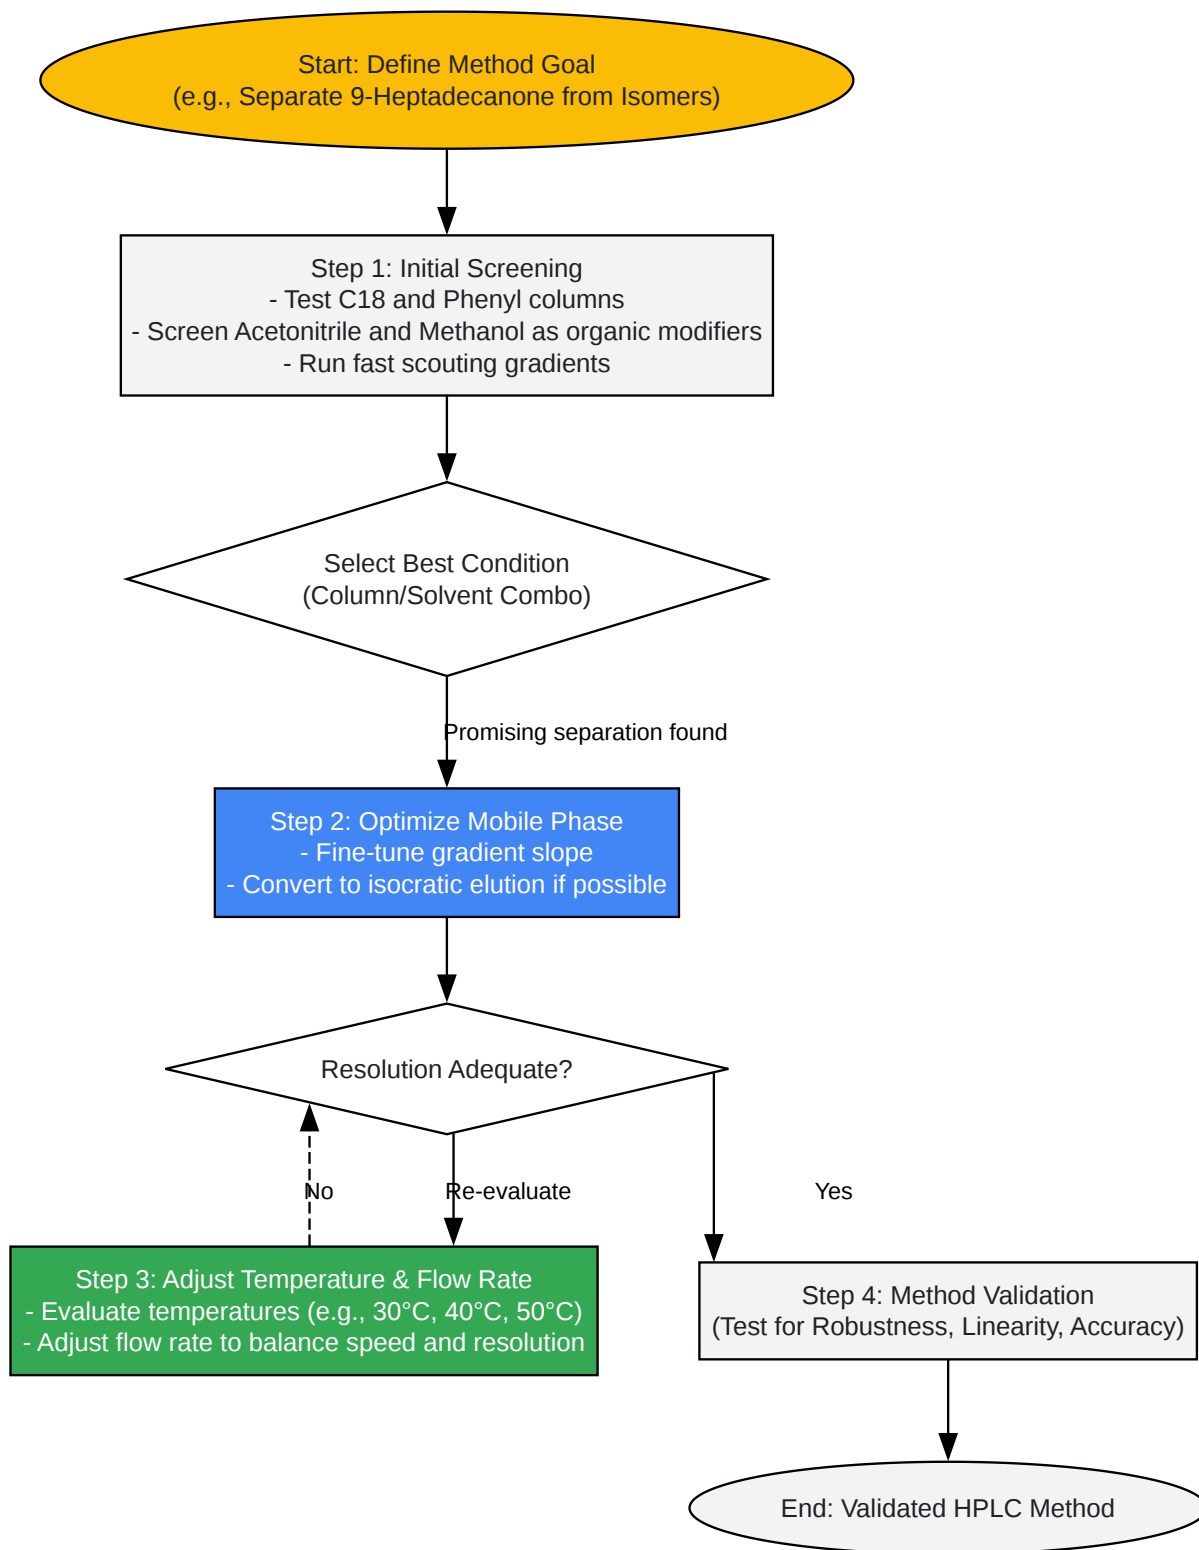 Start: Define Method Goal
(e.g., Separate 9-Heptadecanone from Isomers)
Step 1: Initial Screening
- Test C18 and Phenyl columns
- Screen Acetonitrile and Methanol as organic modifiers
- Run fast scouting gradients
Select Best Condition
(Column/Solvent Combo)
Promising separation found
Step 2: Optimize Mobile Phase
- Fine-tune gradient slope
- Convert to isocratic elution if possible
Resolution Adequate?
No
Re-evaluate
Yes
Step 3: Adjust Temperature & Flow Rate
- Evaluate temperatures (e.g., 30°C, 40°C, 50°C)
- Adjust flow rate to balance speed and resolution
Step 4: Method Validation
(Test for Robustness, Linearity, Accuracy)
End: Validated HPLC Method